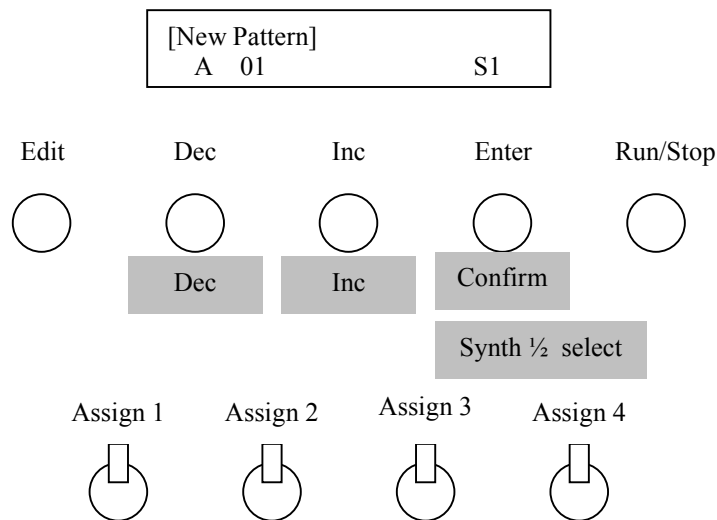 [New Pattern]
A 01 S1
Edit Dec Inc Enter Run/Stop
Dec Inc Confirm
Synth ½ select
Assign 1 Assign 2 Assign 3 Assign 4